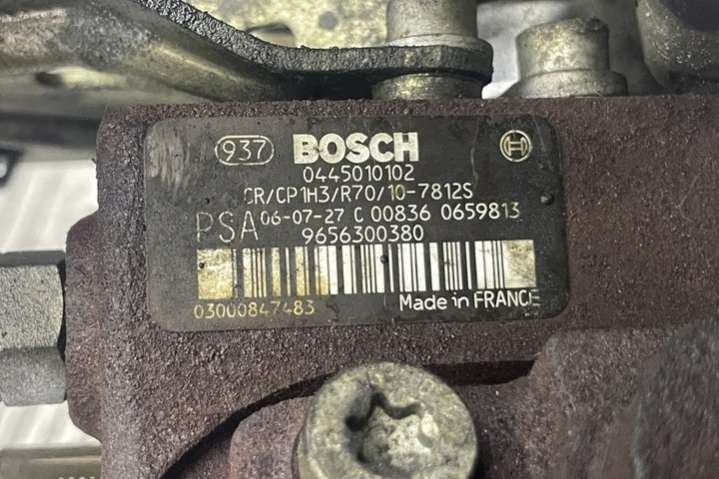 937 BOSCH
0445010102
CR/CP1H3/R70/10-7812S
PSA 06-07-27 C 00836 0659813
9656300380
03000847483 Made in FRANCE